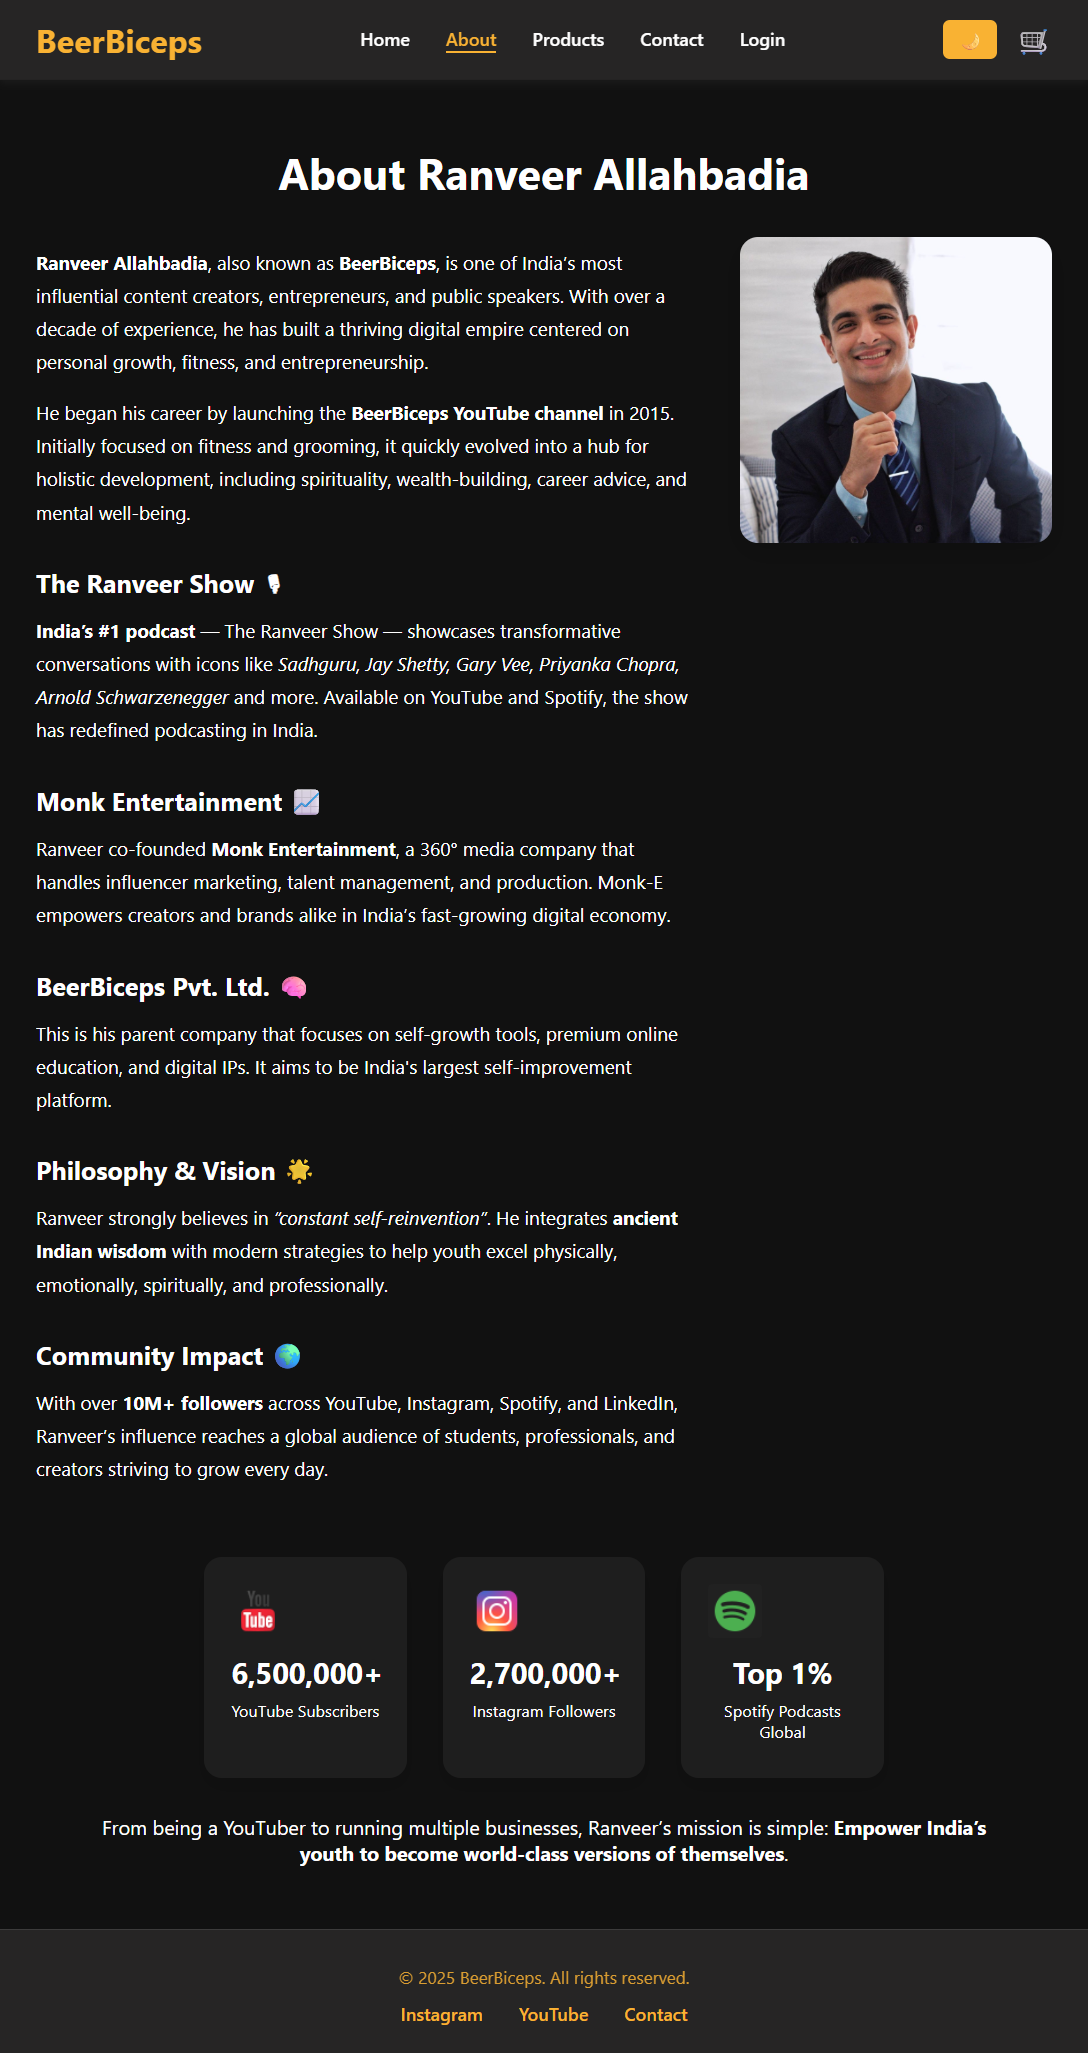 BeerBiceps
Home About Products Contact Login
About Ranveer Allahbadia
Ranveer Allahbadia, also known as BeerBiceps, is one of India’s most
influential content creators, entrepreneurs, and public speakers. With over a
decade of experience, he has built a thriving digital empire centered on
personal growth, fitness, and entrepreneurship.
He began his career by launching the BeerBiceps YouTube channel in 2015.
Initially focused on fitness and grooming, it quickly evolved into a hub for
holistic development, including spirituality, wealth-building, career advice, and
mental well-being.
The Ranveer Show 🎙
India’s #1 podcast — The Ranveer Show — showcases transformative
conversations with icons like Sadhguru, Jay Shetty, Gary Vee, Priyanka Chopra,
Arnold Schwarzenegger and more. Available on YouTube and Spotify, the show
has redefined podcasting in India.
Monk Entertainment 📈
Ranveer co-founded Monk Entertainment, a 360° media company that
handles influencer marketing, talent management, and production. Monk-E
empowers creators and brands alike in India’s fast-growing digital economy.
BeerBiceps Pvt. Ltd. 🧠
This is his parent company that focuses on self-growth tools, premium online
education, and digital IPs. It aims to be India's largest self-improvement
platform.
Philosophy & Vision 🌟
Ranveer strongly believes in “constant self-reinvention”. He integrates ancient
Indian wisdom with modern strategies to help youth excel physically,
emotionally, spiritually, and professionally.
Community Impact 🌍
With over 10M+ followers across YouTube, Instagram, Spotify, and LinkedIn,
Ranveer’s influence reaches a global audience of students, professionals, and
creators striving to grow every day.
You
Tube
6,500,000+
YouTube Subscribers
2,700,000+
Instagram Followers
Top 1%
Spotify Podcasts
Global
From being a YouTuber to running multiple businesses, Ranveer’s mission is simple: Empower India’s
youth to become world-class versions of themselves.
© 2025 BeerBiceps. All rights reserved.
Instagram YouTube Contact